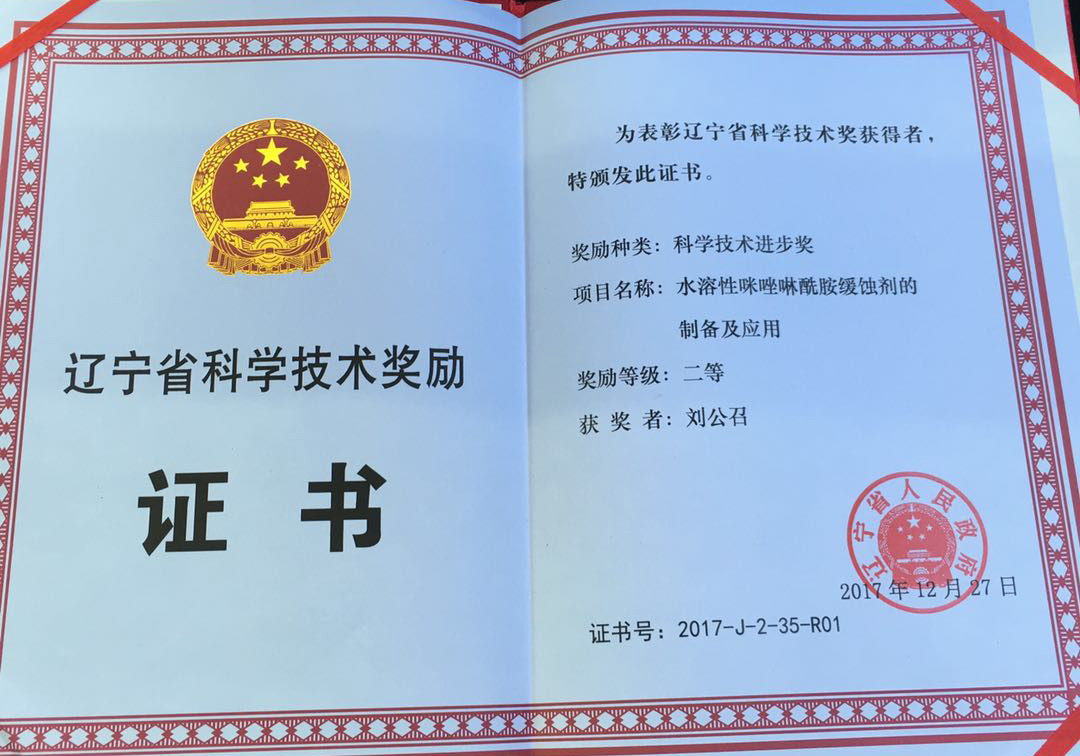 辽宁省科学技术奖励
证书
为表彰辽宁省科学技术奖获得者，
特颁发此证书。
奖励种类：科学技术进步奖
项目名称：水溶性咪唑啉酰胺缓蚀剂的
制备及应用
奖励等级：二等
获奖者：刘公召
辽宁省人民政府
2017年12月27日
证书号：2017-J-2-35-R01